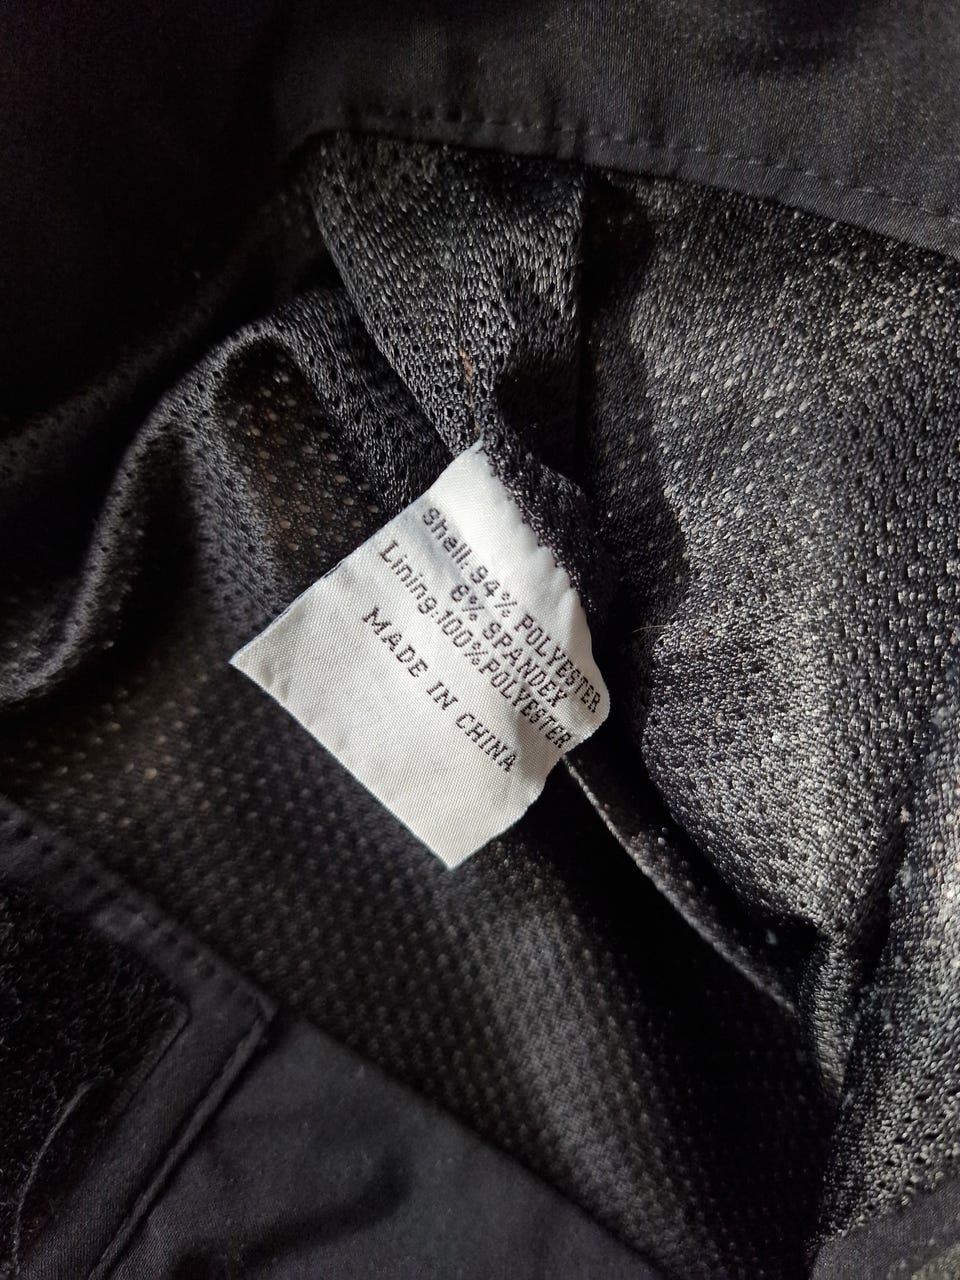 Shell: 94% POLYESTER
6% SPANDEX
Lining:100%POLYESTER
MADE IN CHINA